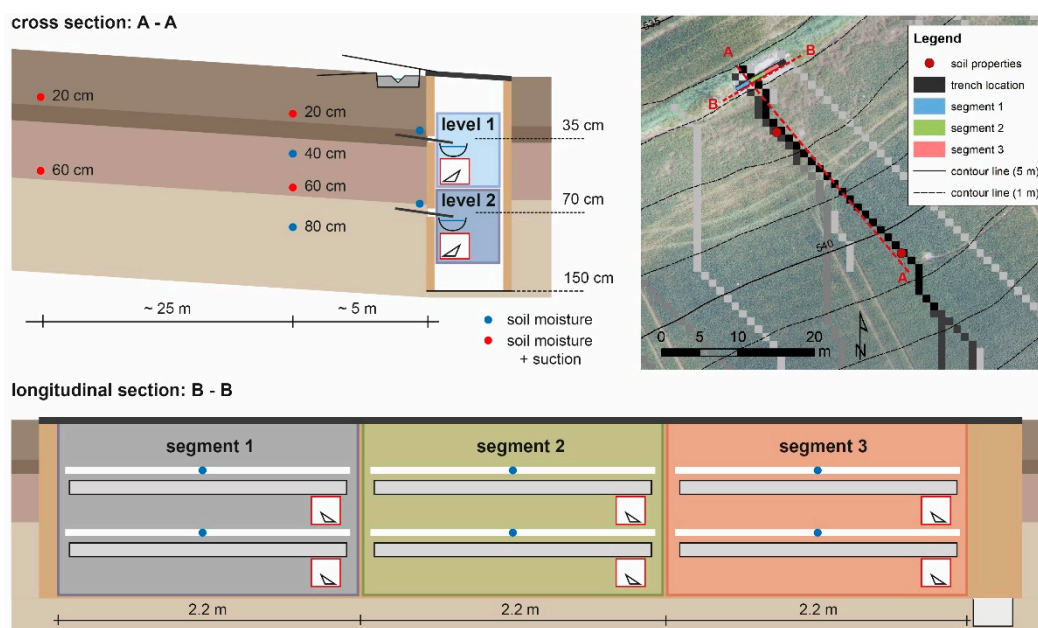 cross section: A - A
20 cm
20 cm
40 cm
60 cm
60 cm
80 cm
level 1
level 2
35 cm
70 cm
150 cm
~ 25 m
~ 5 m
soil moisture
soil moisture
+ suction
535
A
B
B
A
540
0 5 10 20
m
N
Legend
soil properties
trench location
segment 1
segment 2
segment 3
contour line (5 m)
contour line (1 m)
longitudinal section: B - B
segment 1
segment 2
segment 3
2.2 m
2.2 m
2.2 m